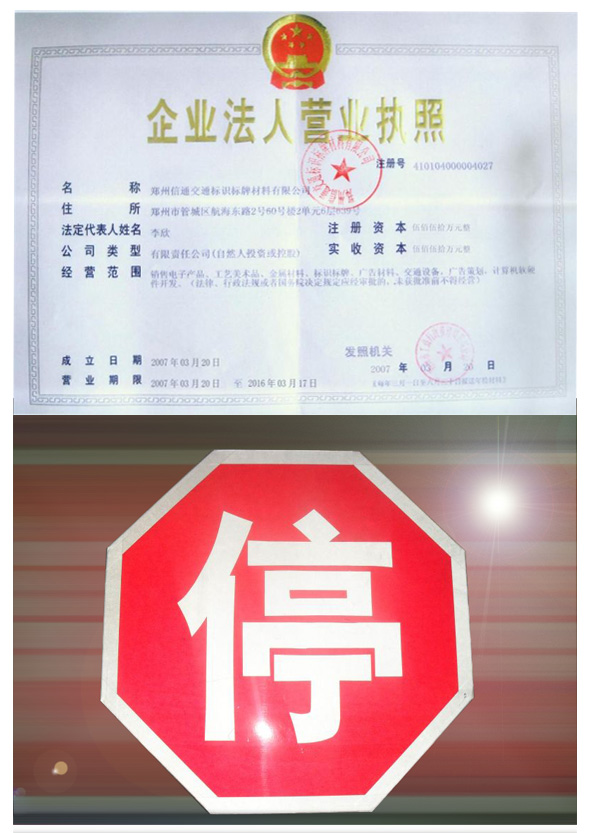 企业法人营业执照
注册号 410104000004027
名称 郑州信通交通标识标牌材料有限公司
住所 郑州市管城区航海东路2号60号楼2单元6层639号
法定代表人姓名 李欣
注册资本 伍佰伍拾万元整
公司类型 有限责任公司(自然人投资或控股)
实收资本 伍佰伍拾万元整
经营范围 销售电子产品、工艺美术品、金属材料、标识标牌、广告材料、交通设备、广告策划、计算机软硬
件开发。(法律、行政法规或者国务院决定规定应经审批的,未获批准前不得经营)
成立日期 2007年03月20日
营业期限 2007年03月20日 至 2016年03月17日
发照机关
2007 年 03 月 20 日
停